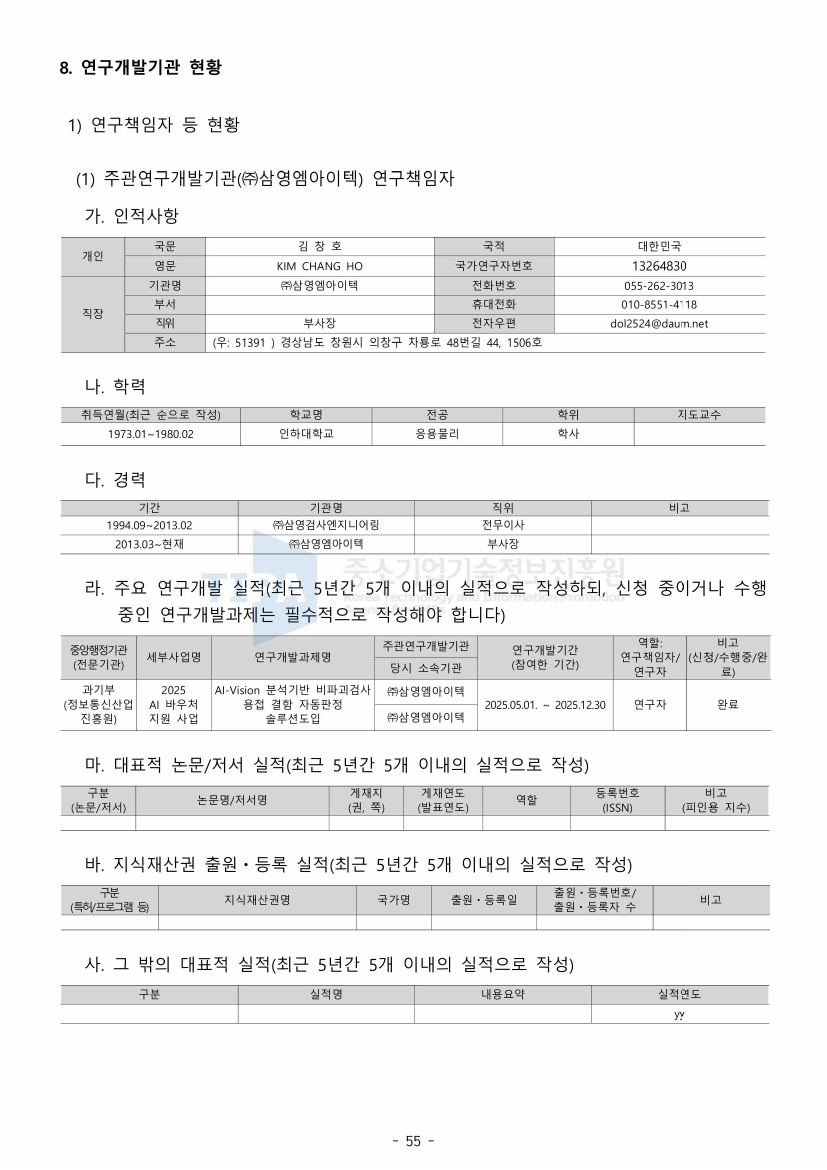 8. 연구개발기관 현황
1) 연구책임자 등 현황
(1) 주관연구개발기관(㈜삼영엠아이텍) 연구책임자
가. 인적사항
개인 국문 김 창 호 국적 대한민국
영문 KIM CHANG HO 국가연구자번호 13264830
직장 기관명 ㈜삼영엠아이텍 전화번호 055-262-3013
부서 휴대전화 010-8551-4118
직위 부사장 전자우편 dol2524@daum.net
주소 (우: 51391 ) 경상남도 창원시 의창구 차룡로 48번길 44, 1506호
나. 학력
취득연월(최근 순으로 작성) 학교명 전공 학위 지도교수
1973.01~1980.02 인하대학교 응용물리 학사
다. 경력
기간 기관명 직위 비고
1994.09~2013.02 ㈜삼영검사엔지니어링 전무이사
2013.03~현재 ㈜삼영엠아이텍 부사장
TIPA 중소기업기술정보진흥원
라. 주요 연구개발 실적(최근 5년간 5개 이내의 실적으로 작성하되, 신청 중이거나 수행
중인 연구개발과제는 필수적으로 작성해야 합니다)
중앙행정기관
(전문기관)
세부사업명
연구개발과제명
주관연구개발기관
당시 소속기관
연구개발기간
(참여한 기간)
역할:
연구책임자/
연구자
비고
(신청/수행중/완
료)
과기부
(정보통신산업
진흥원)
2025
AI 바우처
지원 사업
AI-Vision 분석기반 비파괴검사
용접 결함 자동판정
솔루션도입
㈜삼영엠아이텍
㈜삼영엠아이텍
2025.05.01. ~ 2025.12.30
연구자
완료
마. 대표적 논문/저서 실적(최근 5년간 5개 이내의 실적으로 작성)
구분
(논문/저서)
논문명/저서명
게재지
(권, 쪽)
게재연도
(발표연도)
역할
등록번호
(ISSN)
비고
(피인용 지수)
바. 지식재산권 출원・등록 실적(최근 5년간 5개 이내의 실적으로 작성)
구분
(특허/프로그램 등)
지식재산권명
국가명
출원・등록일
출원・등록번호/
출원・등록자 수
비고
사. 그 밖의 대표적 실적(최근 5년간 5개 이내의 실적으로 작성)
구분 실적명 내용요약 실적연도
yy
- 55 -